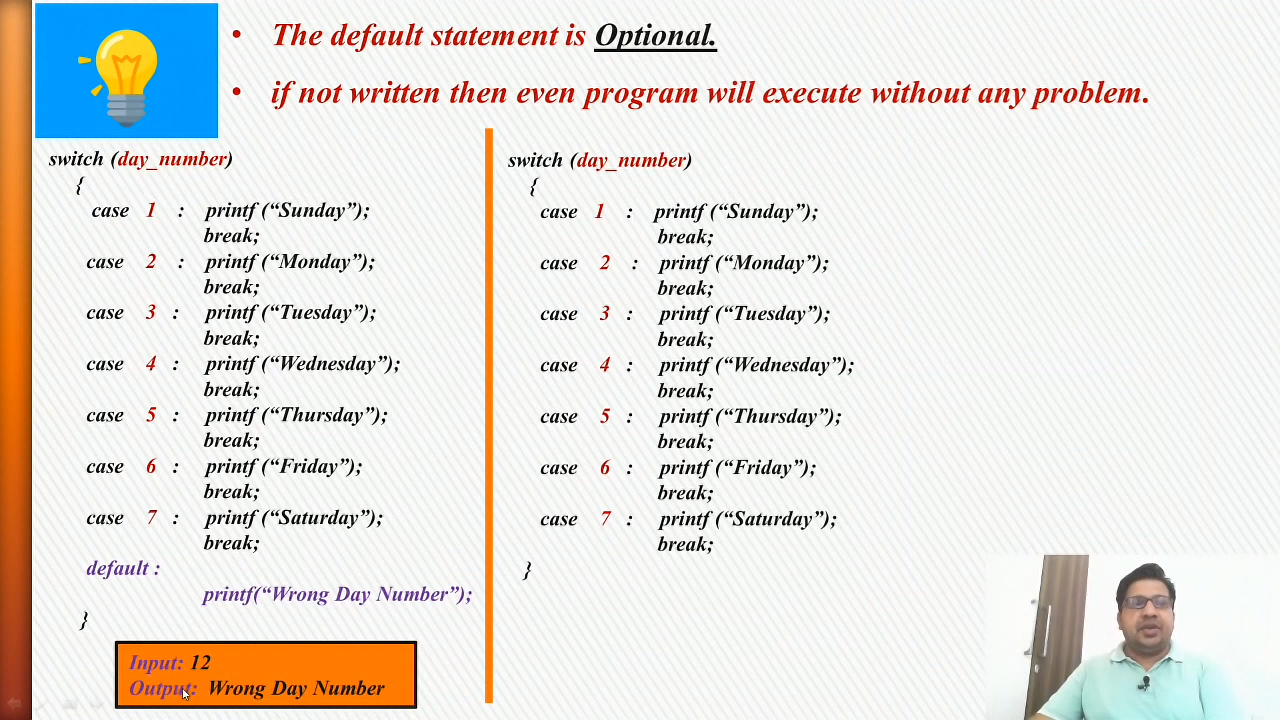 • The default statement is Optional.
• if not written then even program will execute without any problem.
switch (day_number)
{
case 1 : printf (“Sunday”);
break;
case 2 : printf (“Monday”);
break;
case 3 : printf (“Tuesday”);
break;
case 4 : printf (“Wednesday”);
break;
case 5 : printf (“Thursday”);
break;
case 6 : printf (“Friday”);
break;
case 7 : printf (“Saturday”);
break;
default :
printf(“Wrong Day Number”);
}
Input: 12
Output: Wrong Day Number
switch (day_number)
{
case 1 : printf (“Sunday”);
break;
case 2 : printf (“Monday”);
break;
case 3 : printf (“Tuesday”);
break;
case 4 : printf (“Wednesday”);
break;
case 5 : printf (“Thursday”);
break;
case 6 : printf (“Friday”);
break;
case 7 : printf (“Saturday”);
break;
}